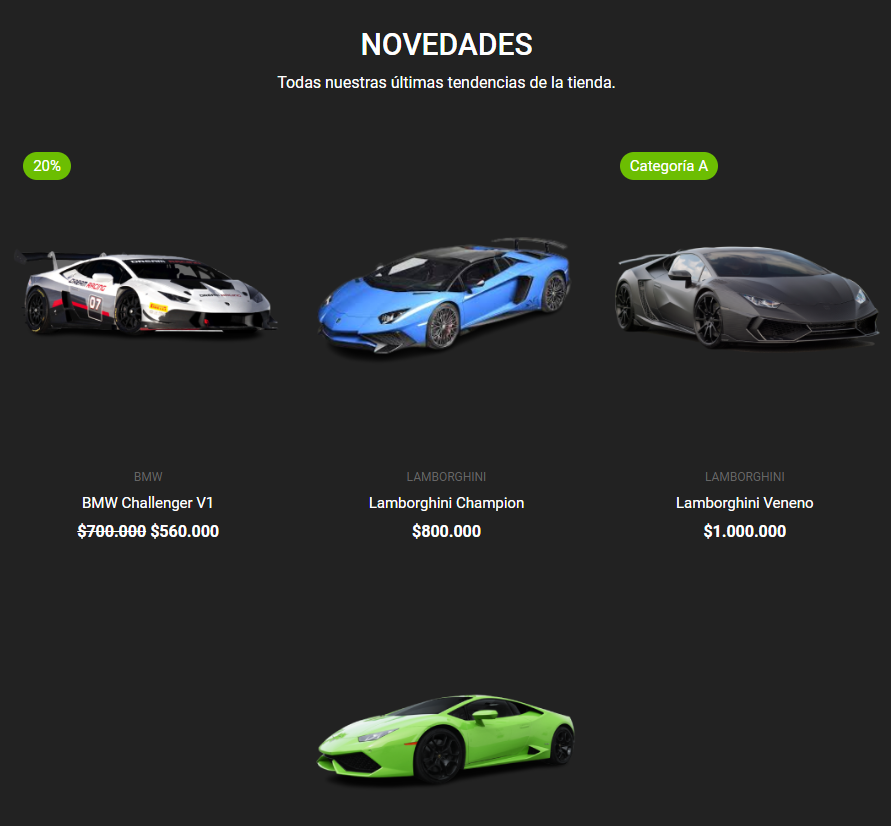 NOVEDADES
Todas nuestras últimas tendencias de la tienda.
20%
Categoría A
07
BMW
LAMBORGHINI
LAMBORGHINI
BMW Challenger V1
Lamborghini Champion
Lamborghini Veneno
$700.000 $560.000
$800.000
$1.000.000